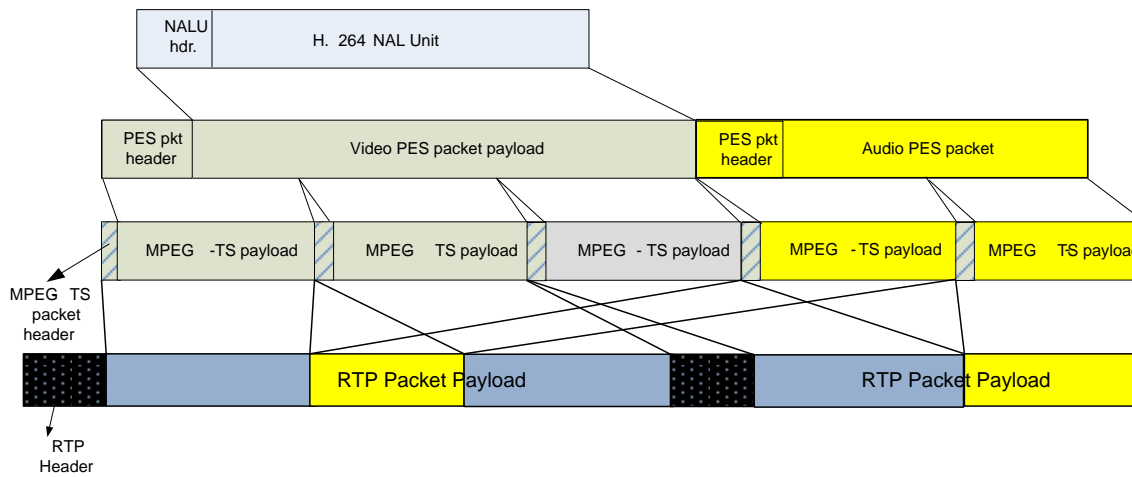 NALU
hdr.
H. 264 NAL Unit
PES pkt
header
Video PES packet payload
PES pkt
header
Audio PES packet
MPEG -TS payload
MPEG TS payload
MPEG - TS payload
MPEG - TS payload
MPEG TS payload
MPEG TS
packet
header
RTP Packet Payload
RTP Packet Payload
RTP
Header